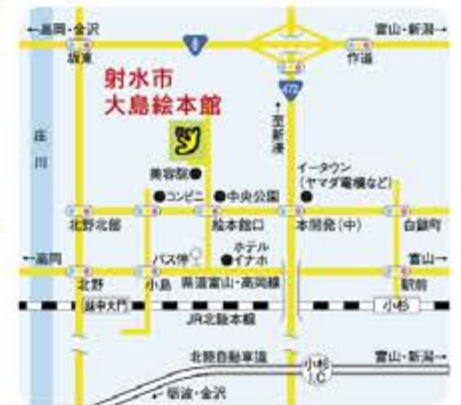 ←高岡・金沢
富山・新潟→
8
坂東
作道
射水市
大島絵本館
472
↑至新湊
庄川
美容院
イータウン
(ヤマダ電機など)
コンビニ
中央公園
北野北部
絵本館口
本開発(中)
白銀町
←高岡
バス停
ホテル
イナホ
富山→
北野
小島
県道富山・高岡線
駅前
越中大門
小杉
JR北陸本線
北陸自動車道
小杉
I.C
富山・新潟→
←砺波・金沢